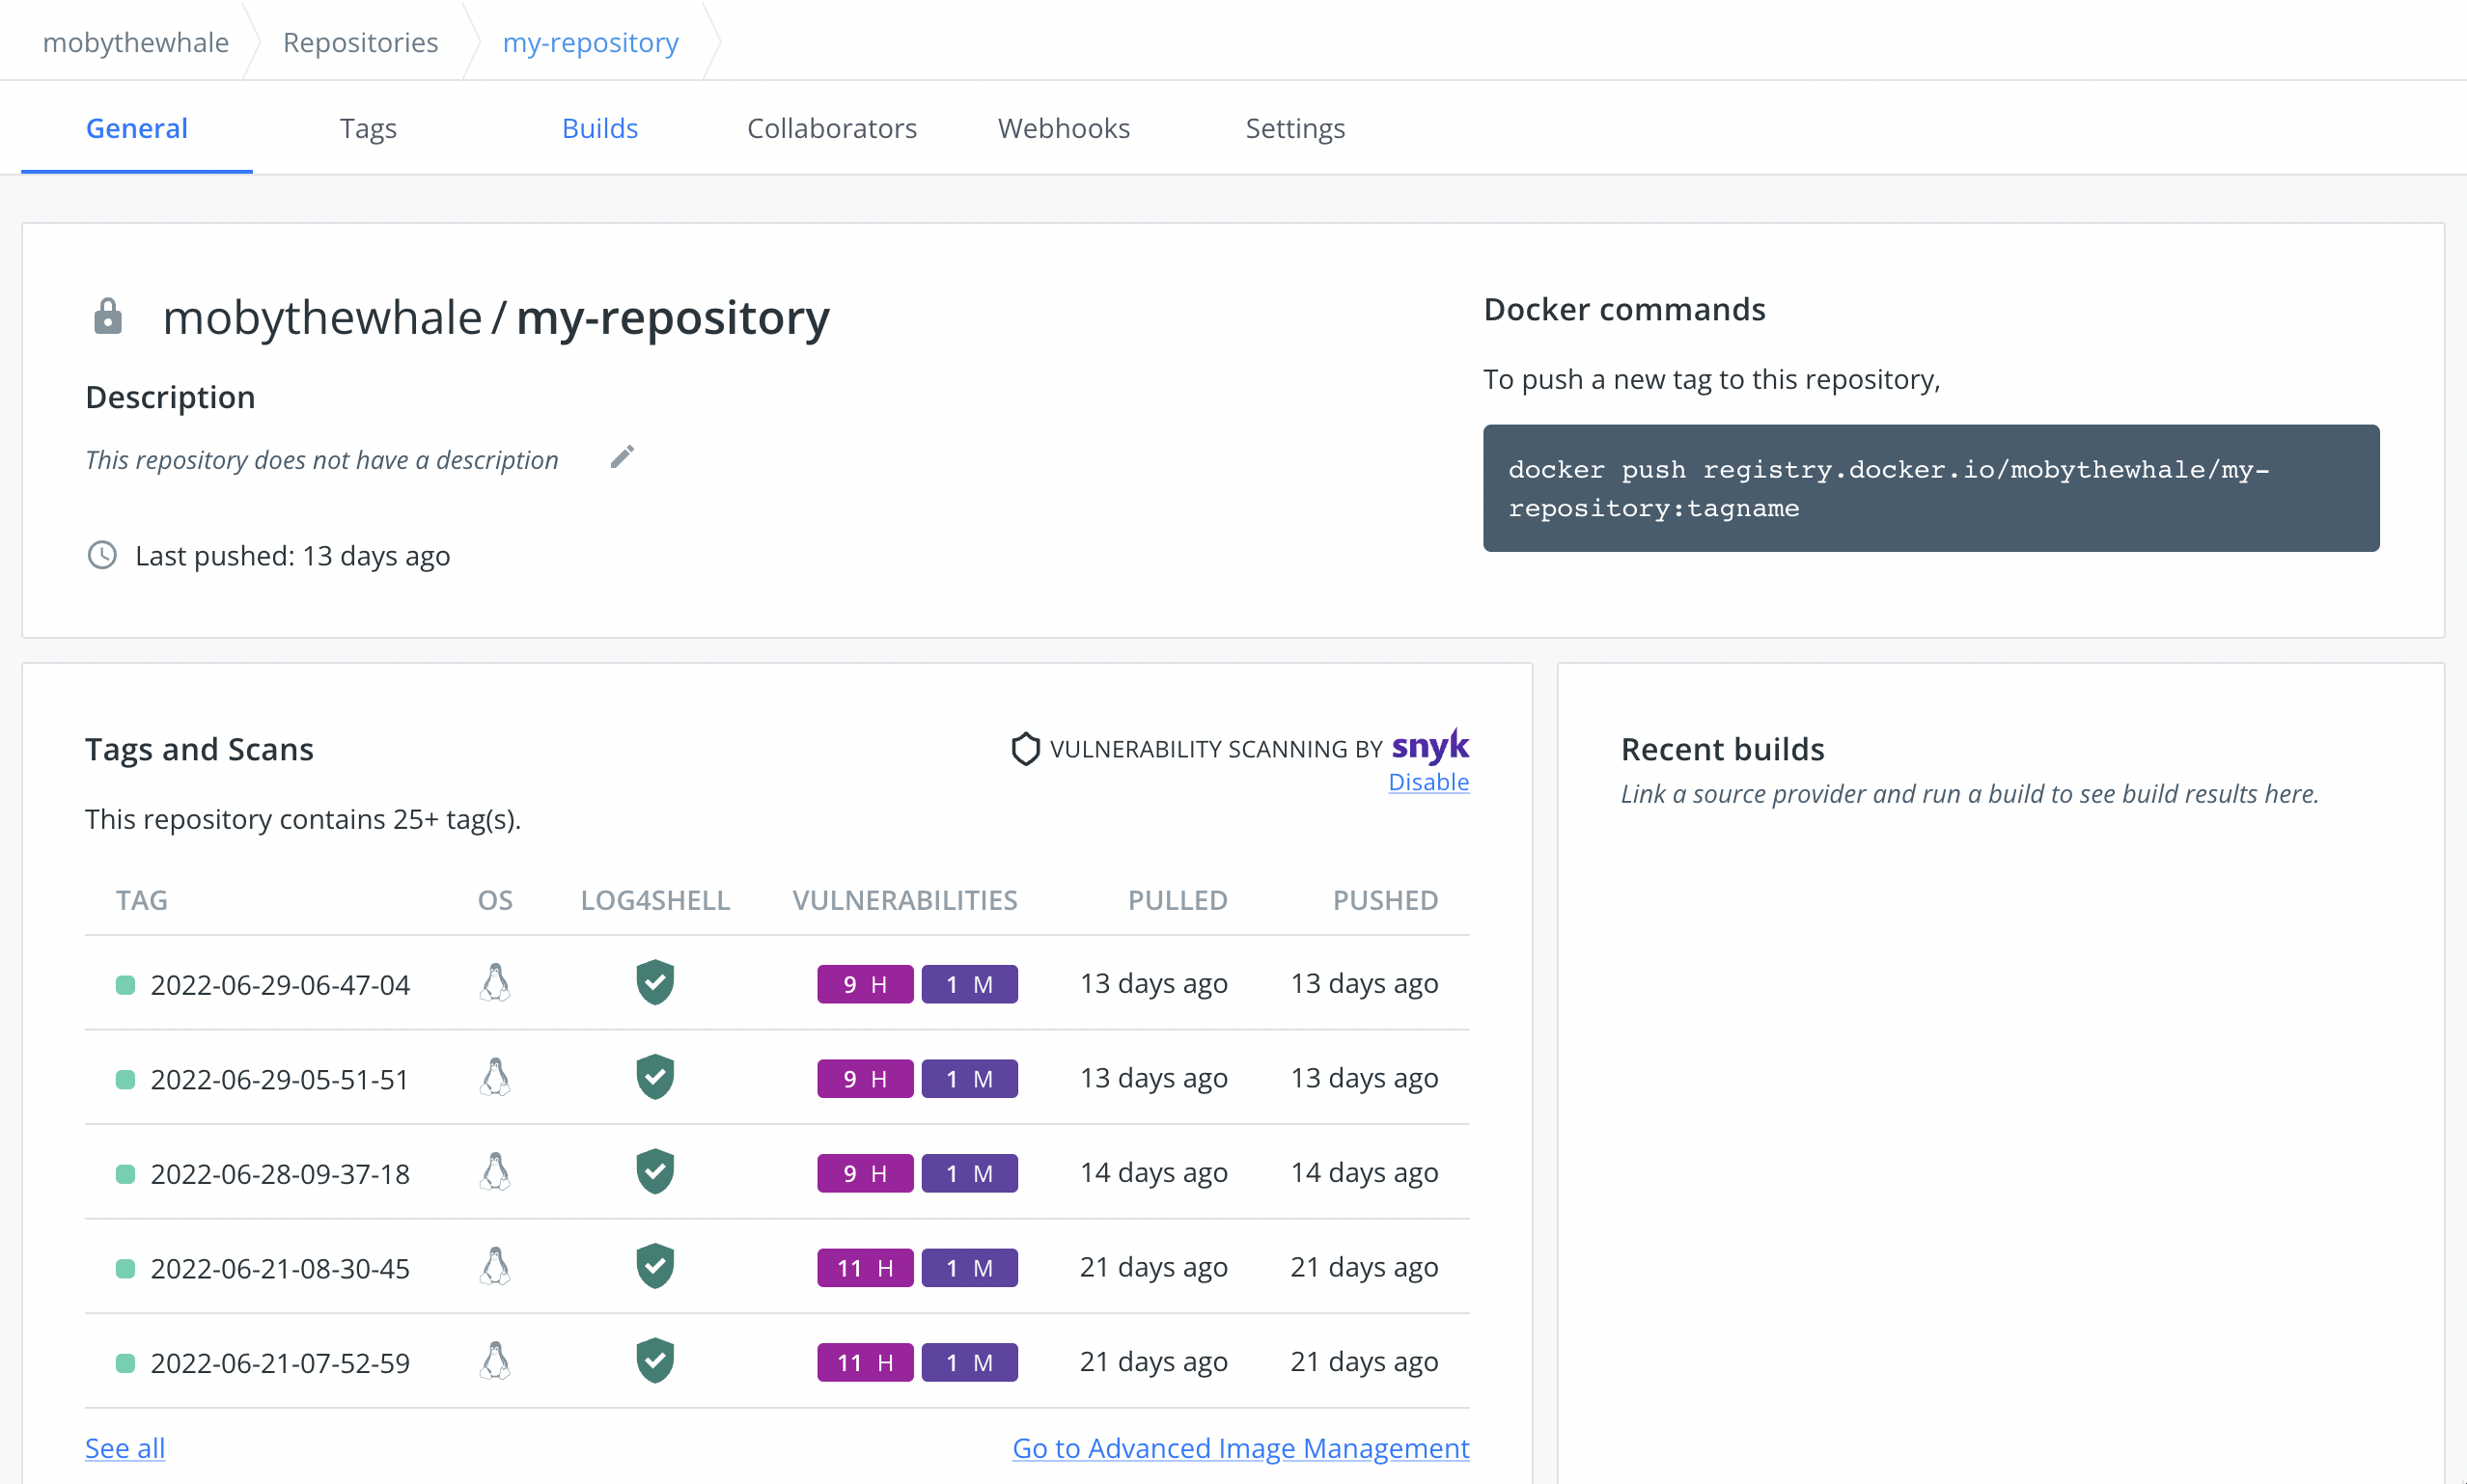 mobythewhale
Repositories
my-repository
General
Tags
Builds
Collaborators
Webhooks
Settings
mobythewhale / my-repository
Description
This repository does not have a description
Last pushed: 13 days ago
Docker commands
To push a new tag to this repository,
docker push registry.docker.io/mobythewhale/my-
repository:tagname
Tags and Scans
VULNERABILITY SCANNING BY snyk
Disable
This repository contains 25+ tag(s).
TAG OS LOG4SHELL VULNERABILITIES PULLED PUSHED
2022-06-29-06-47-04 9 H 1 M 13 days ago 13 days ago
2022-06-29-05-51-51 9 H 1 M 13 days ago 13 days ago
2022-06-28-09-37-18 9 H 1 M 14 days ago 14 days ago
2022-06-21-08-30-45 11 H 1 M 21 days ago 21 days ago
2022-06-21-07-52-59 11 H 1 M 21 days ago 21 days ago
See all
Go to Advanced Image Management
Recent builds
Link a source provider and run a build to see build results here.